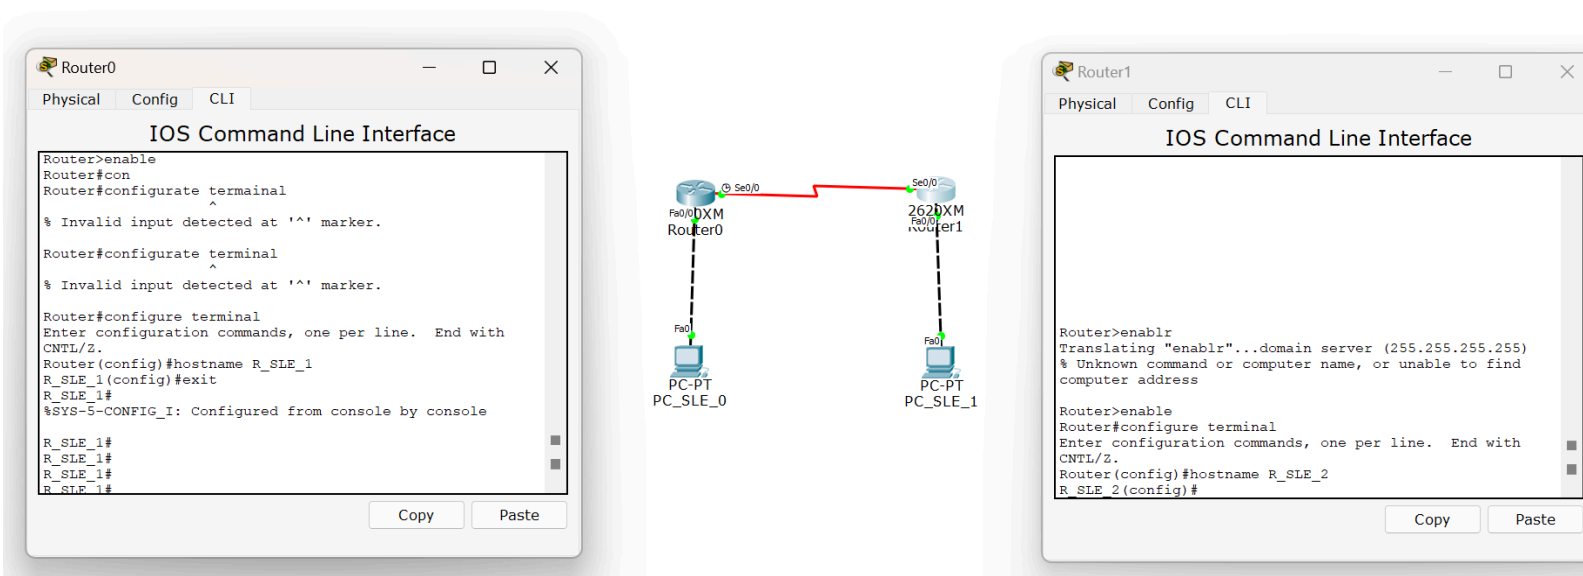 Router0
Physical Config CLI
IOS Command Line Interface
Router>enable
Router#con
Router#configurate termainal
^
% Invalid input detected at '^' marker.
Router#configurate terminal
^
% Invalid input detected at '^' marker.
Router#configure terminal
Enter configuration commands, one per line. End with
CNTL/Z.
Router(config)#hostname R_SLE_1
R_SLE_1(config)#exit
R_SLE_1#
%SYS-5-CONFIG_I: Configured from console by console
R_SLE_1#
R_SLE_1#
R_SLE_1#
R_SLE_1#
Copy Paste
Se0/0
Se0/0
Fa0/0
0XM
Router0
2620XM
Fa0/0
Router1
Fa0
PC-PT
PC_SLE_0
Fa0
PC-PT
PC_SLE_1
Router1
Physical Config CLI
IOS Command Line Interface
Router>enablr
Translating "enablr"...domain server (255.255.255.255)
% Unknown command or computer name, or unable to find
computer address
Router>enable
Router#configure terminal
Enter configuration commands, one per line. End with
CNTL/Z.
Router(config)#hostname R_SLE_2
R_SLE_2(config)#
Copy Paste